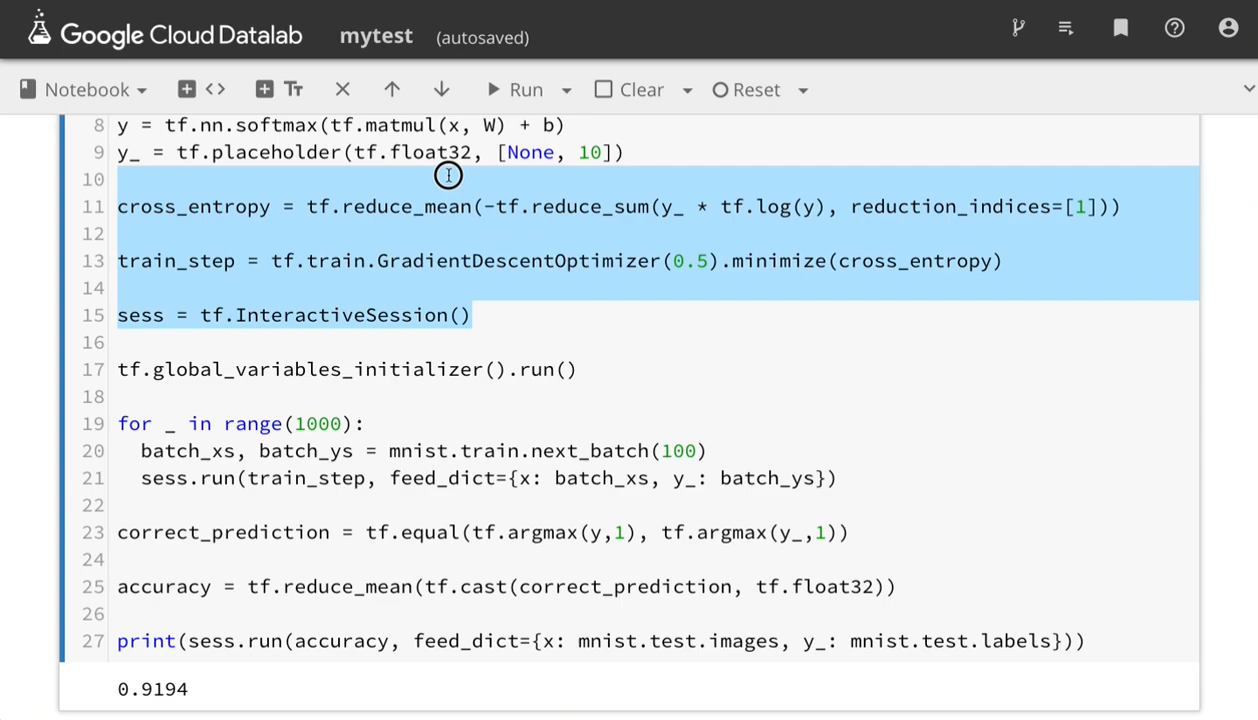 Google Cloud Datalab mytest (autosaved)
Notebook Tt Run Clear Reset
8 y = tf.nn.softmax(tf.matmul(x, W) + b)
9 y_ = tf.placeholder(tf.float32, [None, 10])
10
11 cross_entropy = tf.reduce_mean(-tf.reduce_sum(y_ * tf.log(y), reduction_indices=[1]))
12
13 train_step = tf.train.GradientDescentOptimizer(0.5).minimize(cross_entropy)
14
15 sess = tf.InteractiveSession()
16
17 tf.global_variables_initializer().run()
18
19 for _ in range(1000):
20 batch_xs, batch_ys = mnist.train.next_batch(100)
21 sess.run(train_step, feed_dict={x: batch_xs, y_: batch_ys})
22
23 correct_prediction = tf.equal(tf.argmax(y,1), tf.argmax(y_,1))
24
25 accuracy = tf.reduce_mean(tf.cast(correct_prediction, tf.float32))
26
27 print(sess.run(accuracy, feed_dict={x: mnist.test.images, y_: mnist.test.labels}))
0.9194